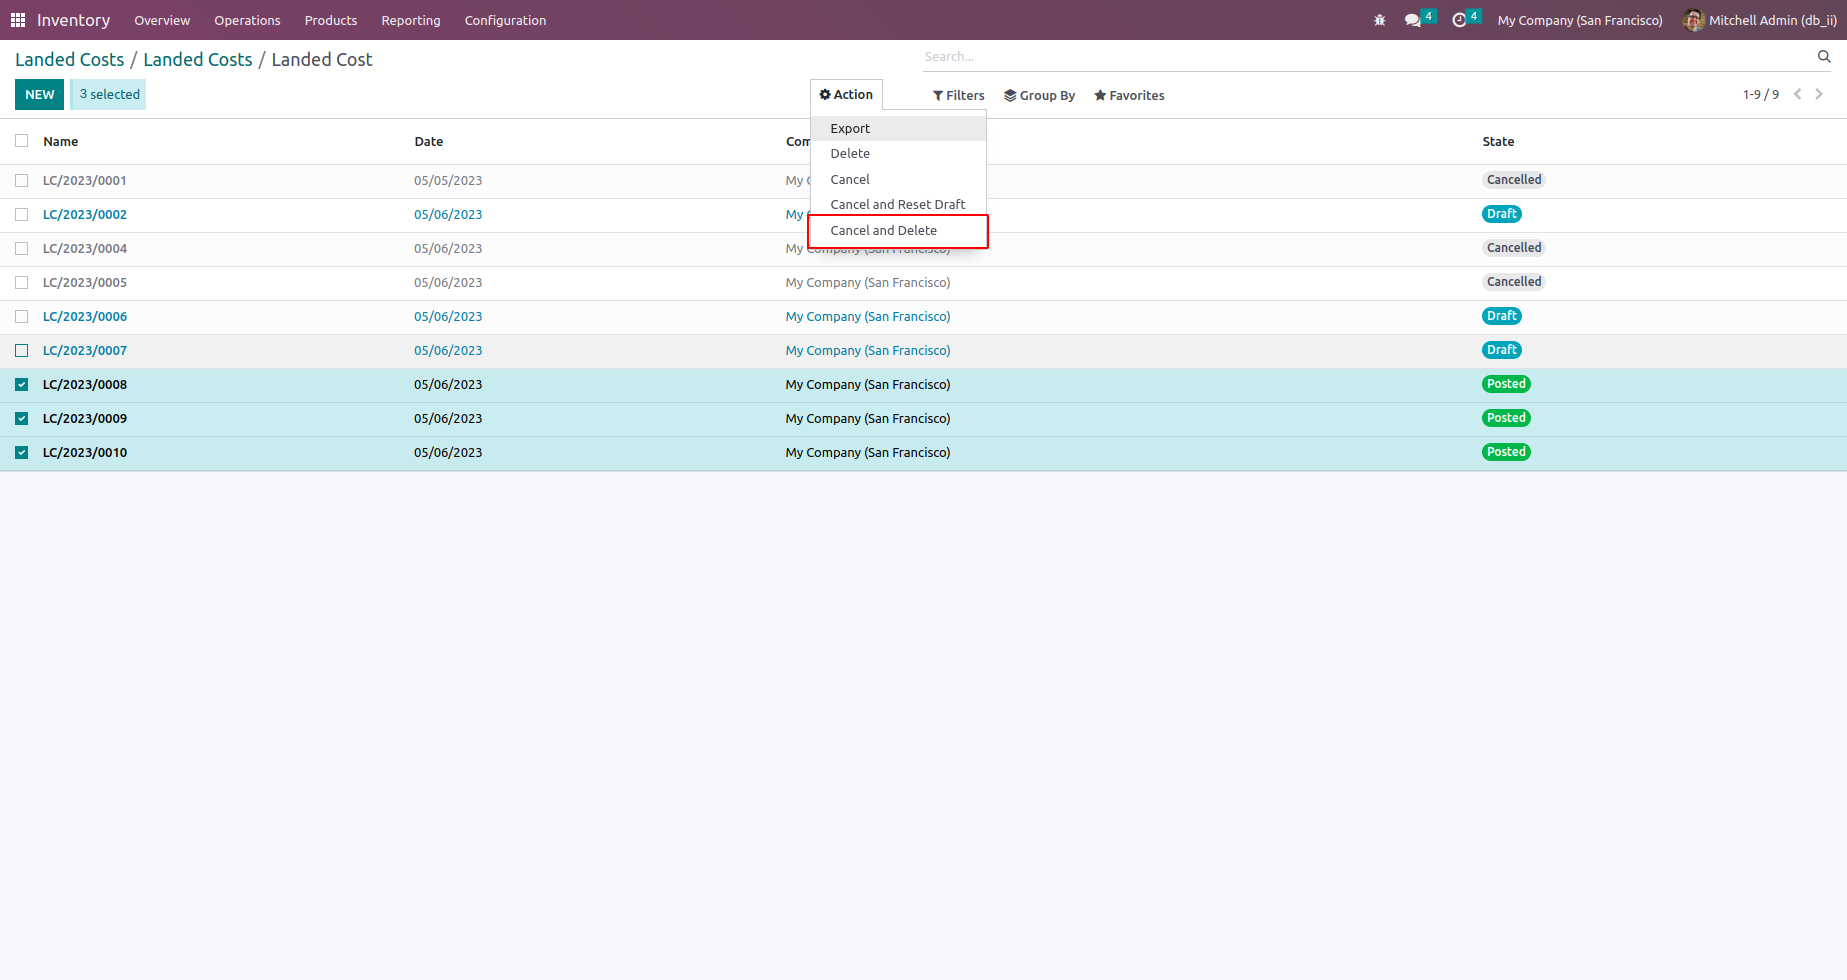 Inventory Overview Operations Products Reporting Configuration 4 4 My Company (San Francisco) Mitchell Admin (db_ii)
Landed Costs / Landed Costs / Landed Cost Search...
NEW 3 selected Action Filters Group By Favorites 1-9 / 9
Export
Delete
Cancel
Cancel and Reset Draft
Cancel and Delete
Name Date Com State
LC/2023/0001 05/05/2023 My Cancelled
LC/2023/0002 05/06/2023 My Draft
LC/2023/0004 05/06/2023 My Company (San Francisco) Cancelled
LC/2023/0005 05/06/2023 My Company (San Francisco) Cancelled
LC/2023/0006 05/06/2023 My Company (San Francisco) Draft
LC/2023/0007 05/06/2023 My Company (San Francisco) Draft
LC/2023/0008 05/06/2023 My Company (San Francisco) Posted
LC/2023/0009 05/06/2023 My Company (San Francisco) Posted
LC/2023/0010 05/06/2023 My Company (San Francisco) Posted